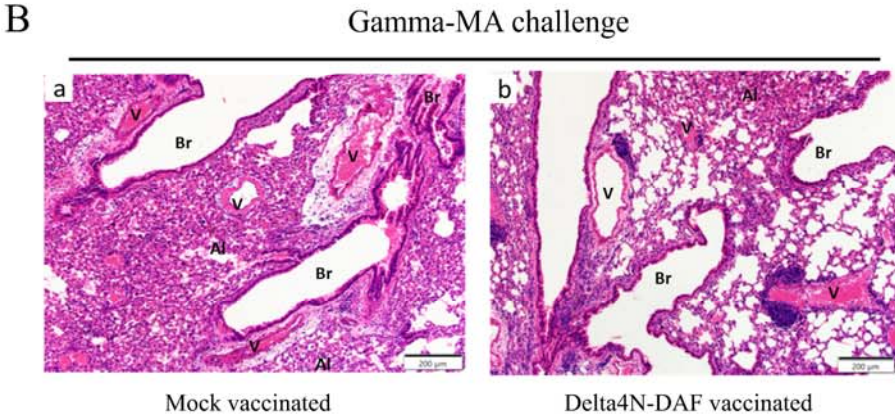 B
Gamma-MA challenge
a
V
Br
Br
V
V
Al
Br
V
Al
200 µm
b
Al
V
Br
V
Br
V
200 µm
Mock vaccinated
Delta4N-DAF vaccinated